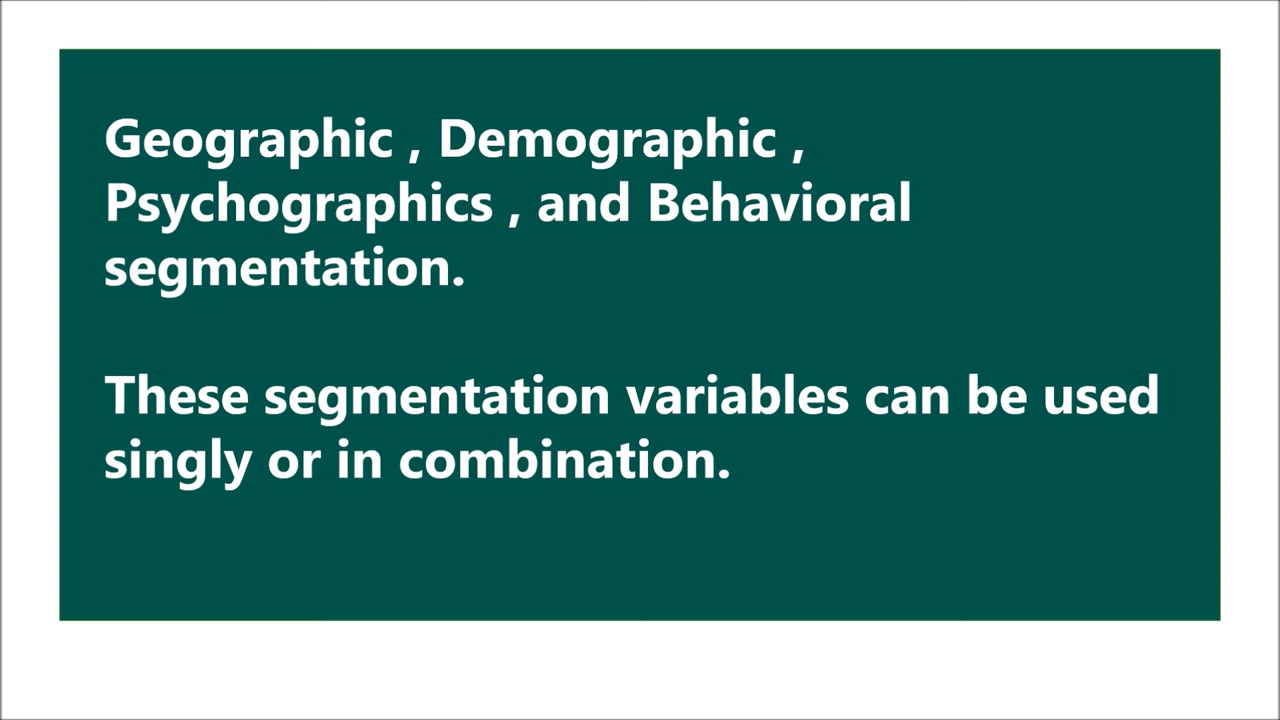 Geographic , Demographic ,
Psychographics , and Behavioral
segmentation.
These segmentation variables can be used
singly or in combination.